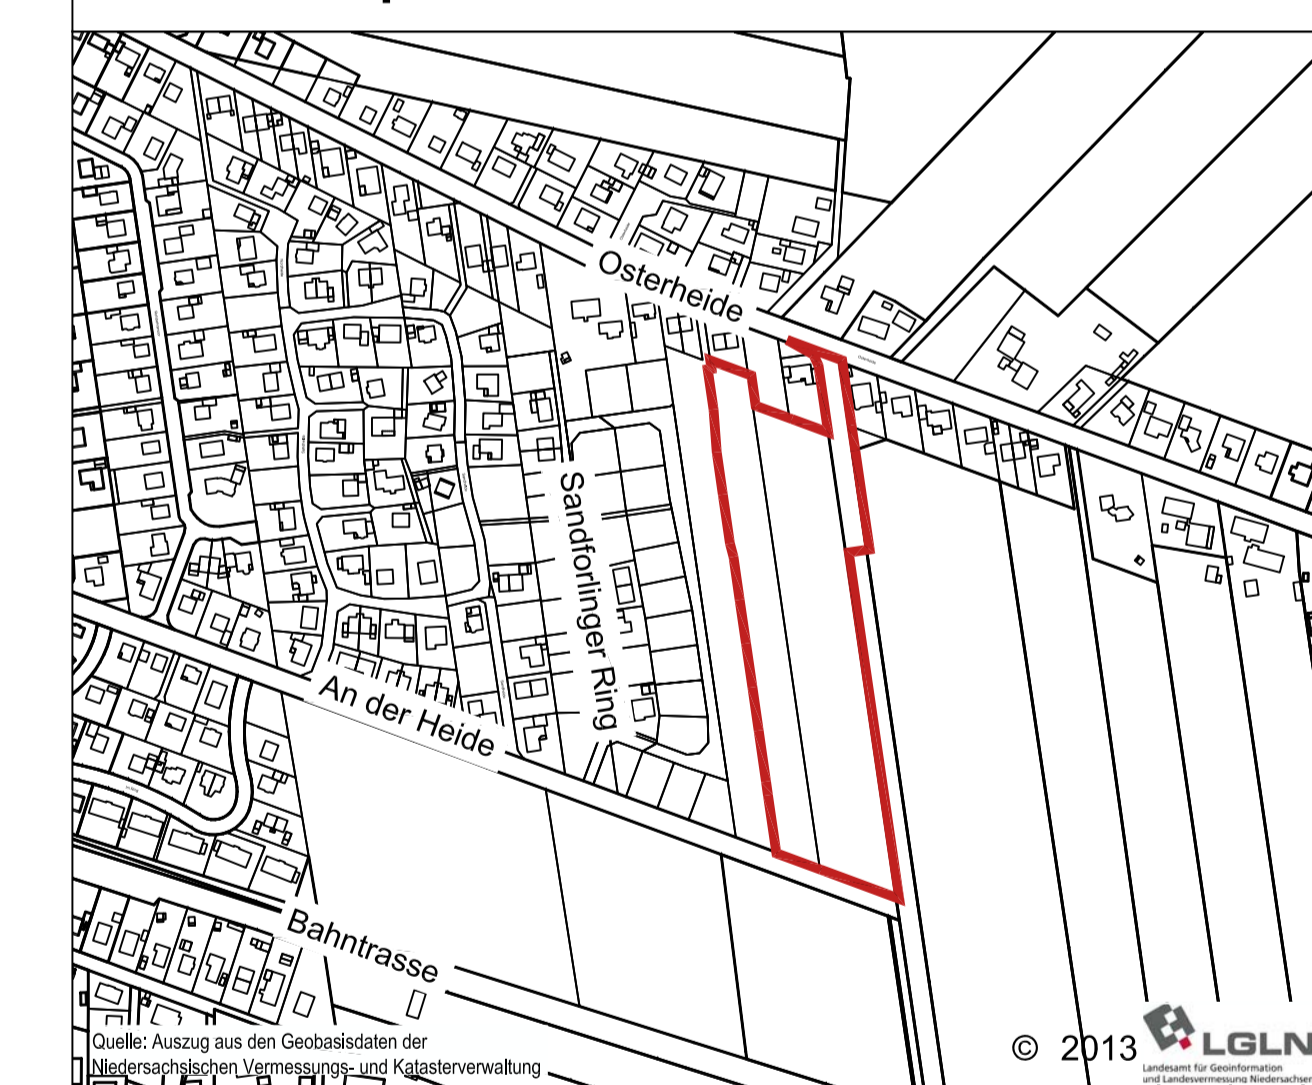 Osterheide
Sandforlinger Ring
An der Heide
Bahntrasse
Quelle: Auszug aus den Geobasisdaten der
Niedersachsischen Vermessungs- und Katasterverwaltung
© 2013
LGLN
Landesamt für Geoinformation
und Landesvermessung Niedersachsen